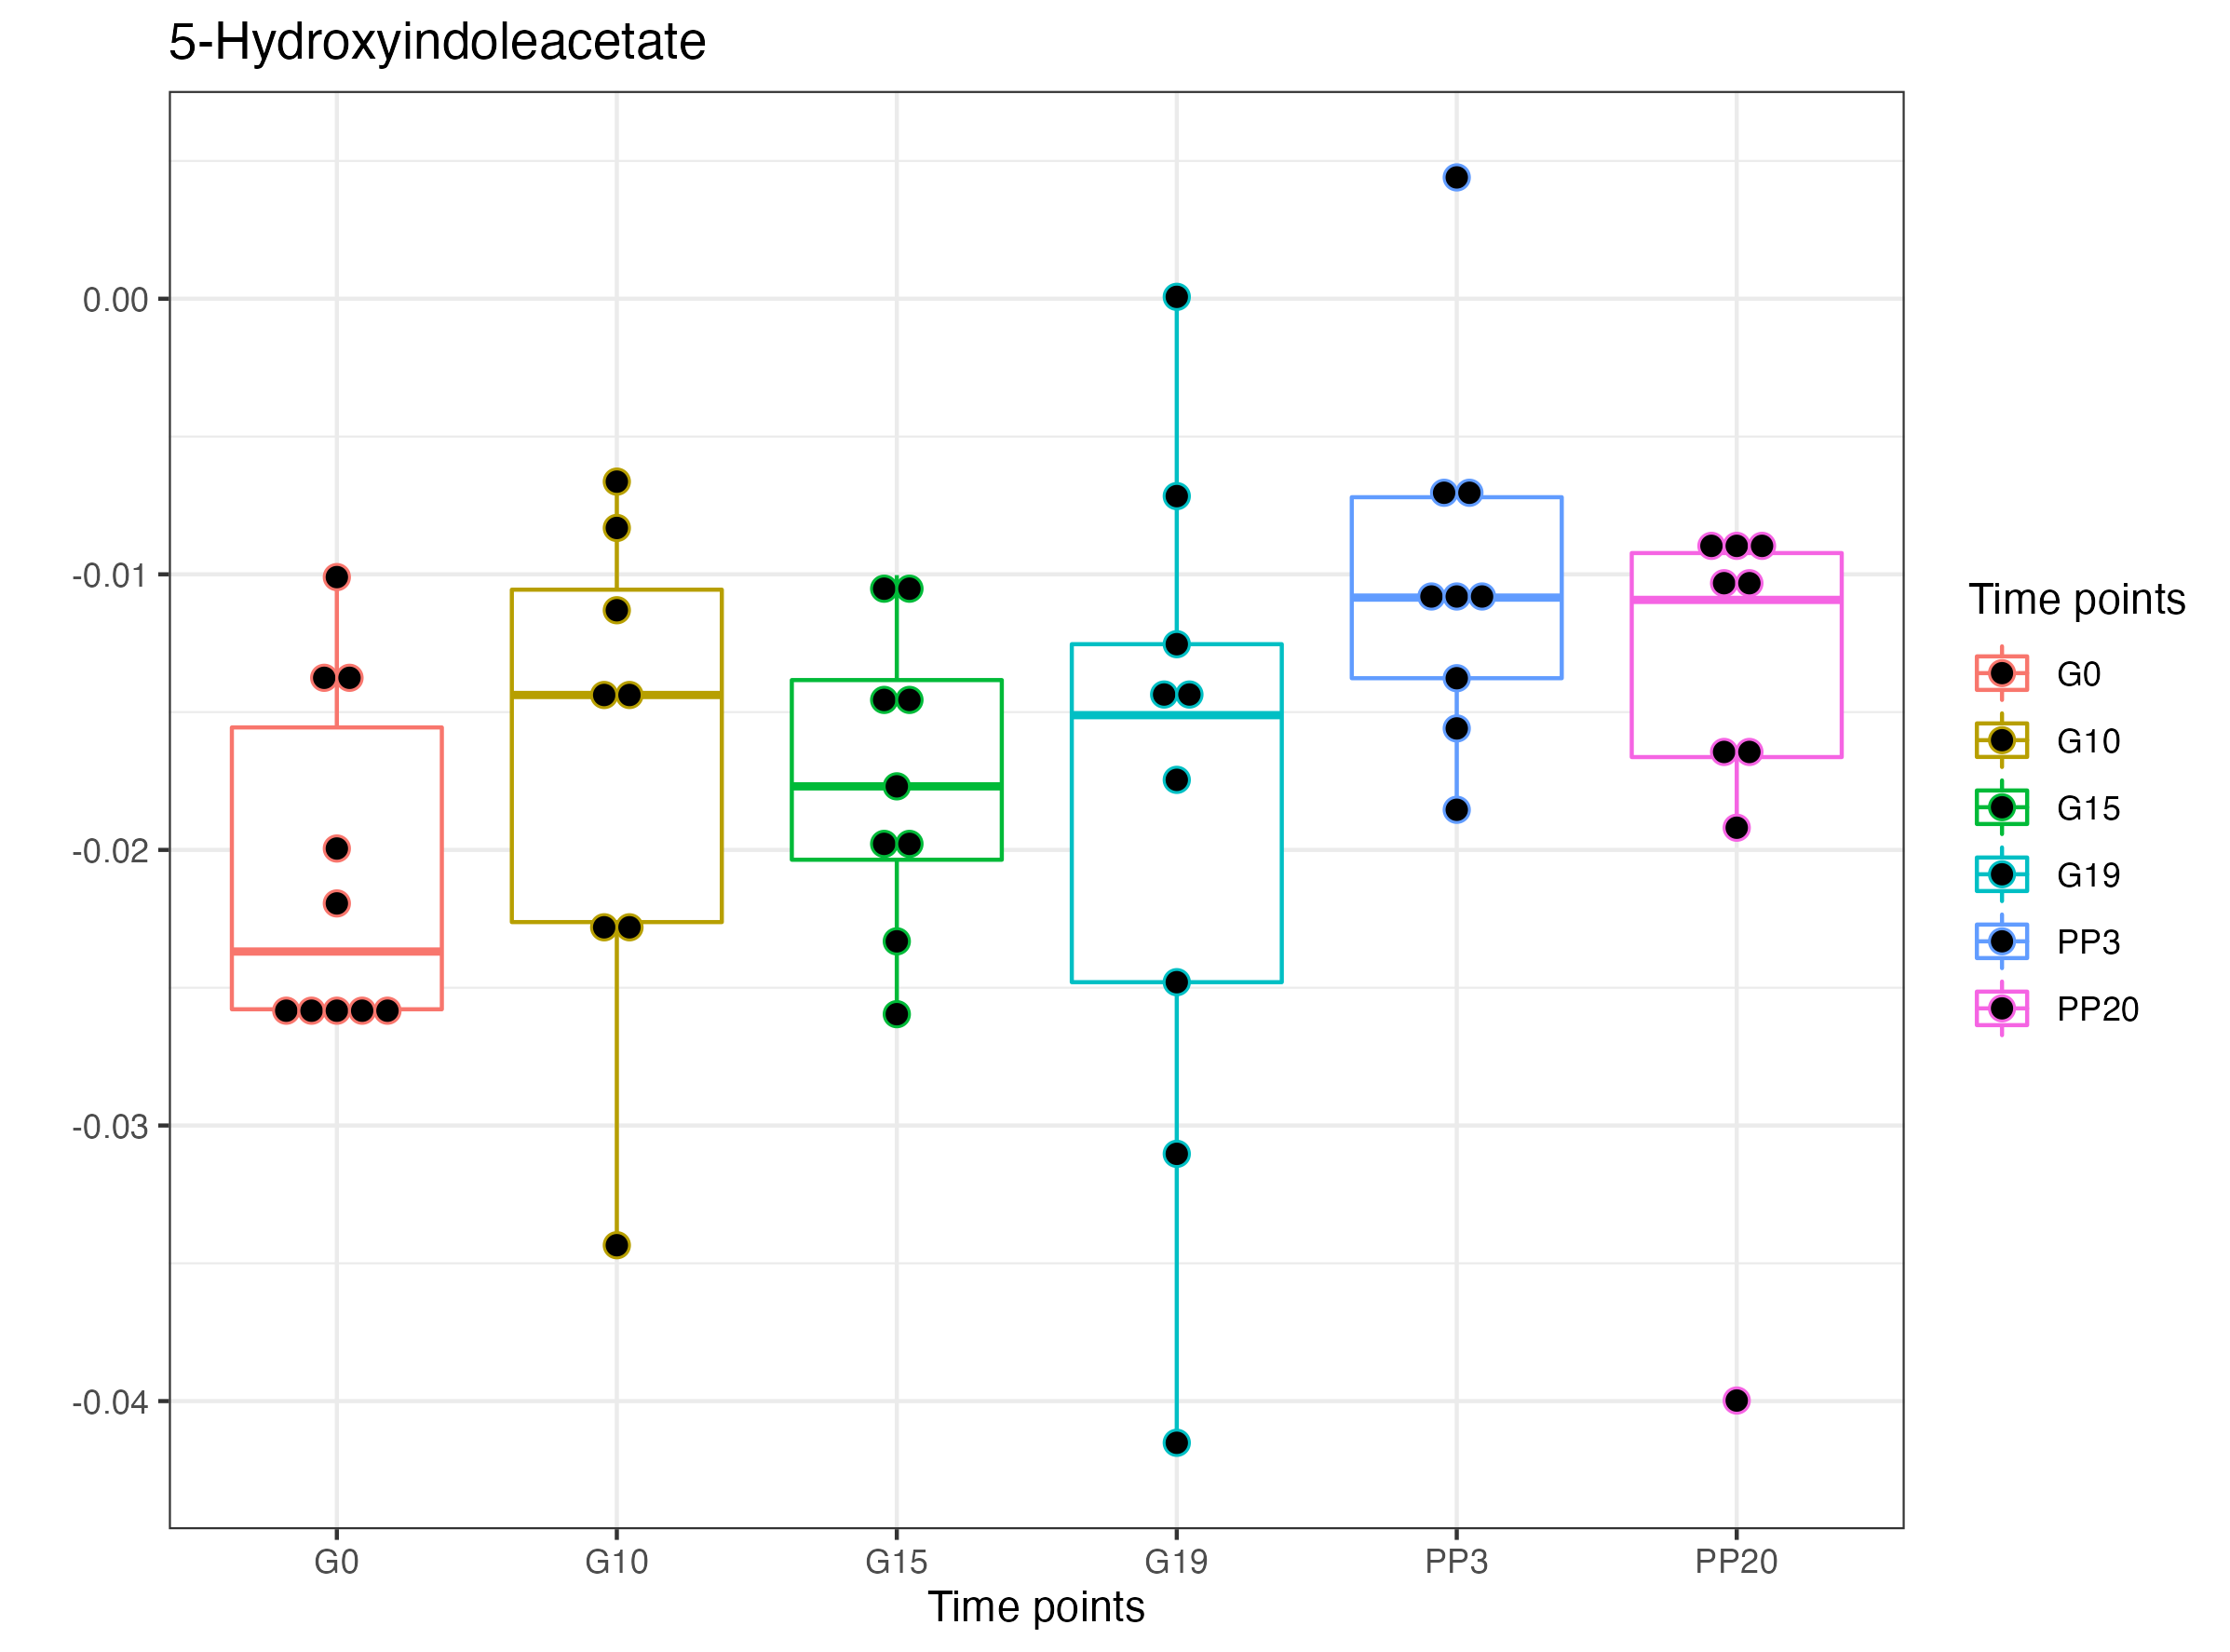 5-Hydroxyindoleacetate
0.00
-0.01
-0.02
-0.03
-0.04
G0 G10 G15 G19 PP3 PP20
Time points
Time points
G0
G10
G15
G19
PP3
PP20